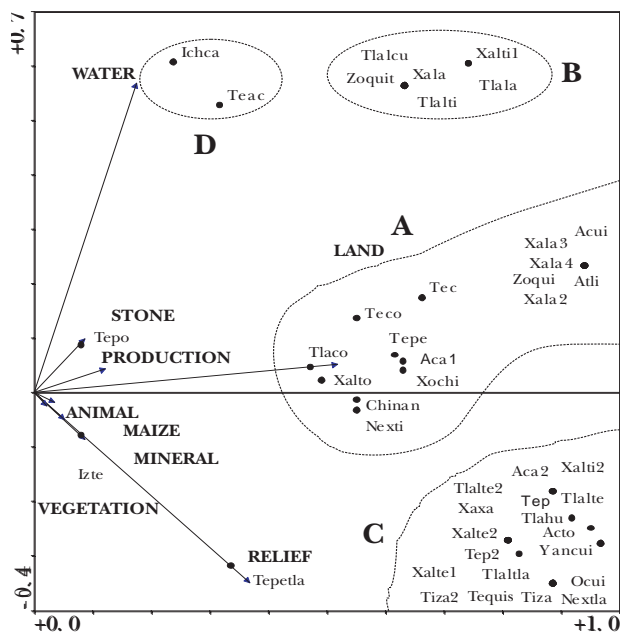 +0,7
Ichca
WATER
Teac
D
Tlalcu
Xaltil
Zoquit
Xala
B
Tlala
Tlalti
A
LAND
Acui
Xala3
Xala4
Zoqui
Atli
Xala2
Tec
Teco
STONE
Tepo
Tepe
PRODUCTION
Tlaco
Aca1
Xalto
Xochi
ANIMAL
Chinan
MAIZE
Nexti
MINERAL
Izte
VEGETATION
C
RELIEF
Tepetla
Aca2
Xalti2
Tlalte2
Tep
Tlalte
Xaxa
Tlahu
Xalte2
Acto
Tep2
Yancui
Xalte1
Tlaltla
Ocui
Tiza2
Tequis
Tiza
Nextla
-0.4
+0, 0
+1, 0